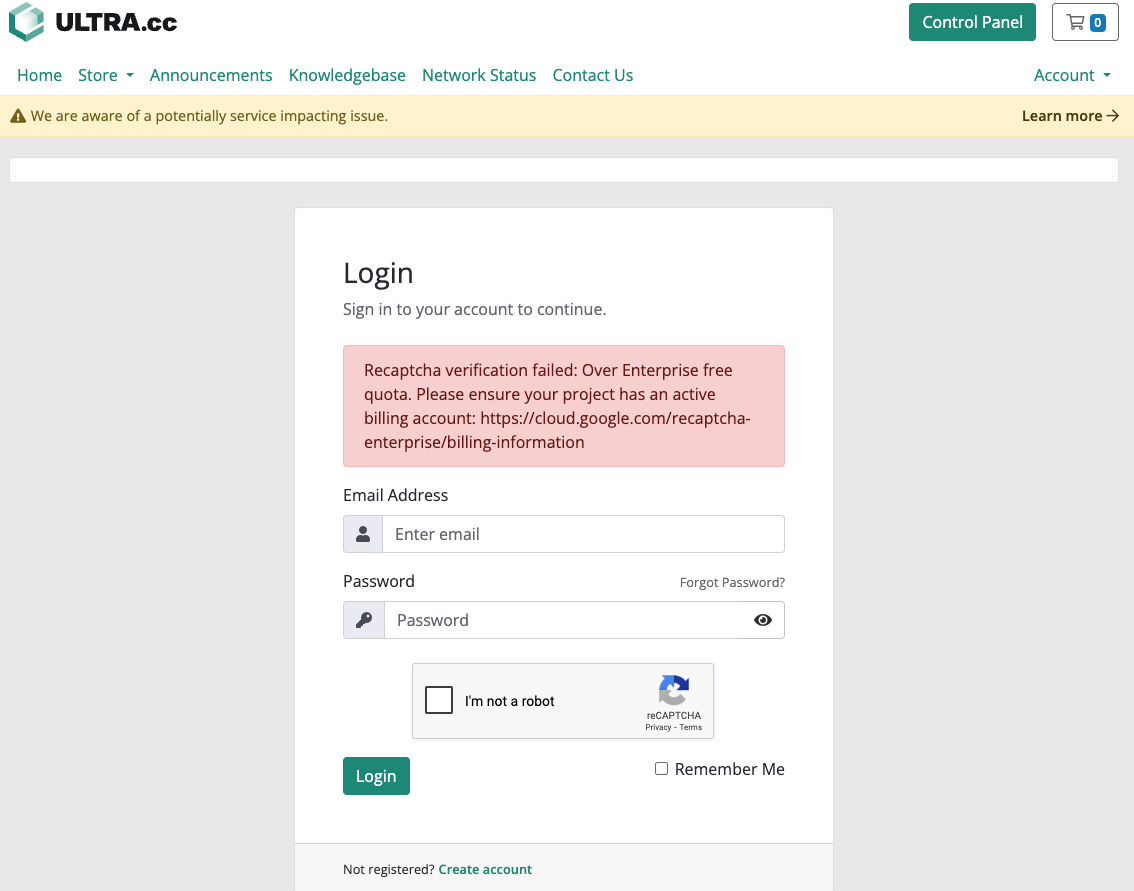 ULTRA.cc
Control Panel
0
Home Store Announcements Knowledgebase Network Status Contact Us Account
We are aware of a potentially service impacting issue. Learn more
Login
Sign in to your account to continue.
Recaptcha verification failed: Over Enterprise free
quota. Please ensure your project has an active
billing account: https://cloud.google.com/recaptcha-
enterprise/billing-information
Email Address
Enter email
Password Forgot Password?
Password
I'm not a robot
reCAPTCHA
Privacy - Terms
Login Remember Me
Not registered? Create account